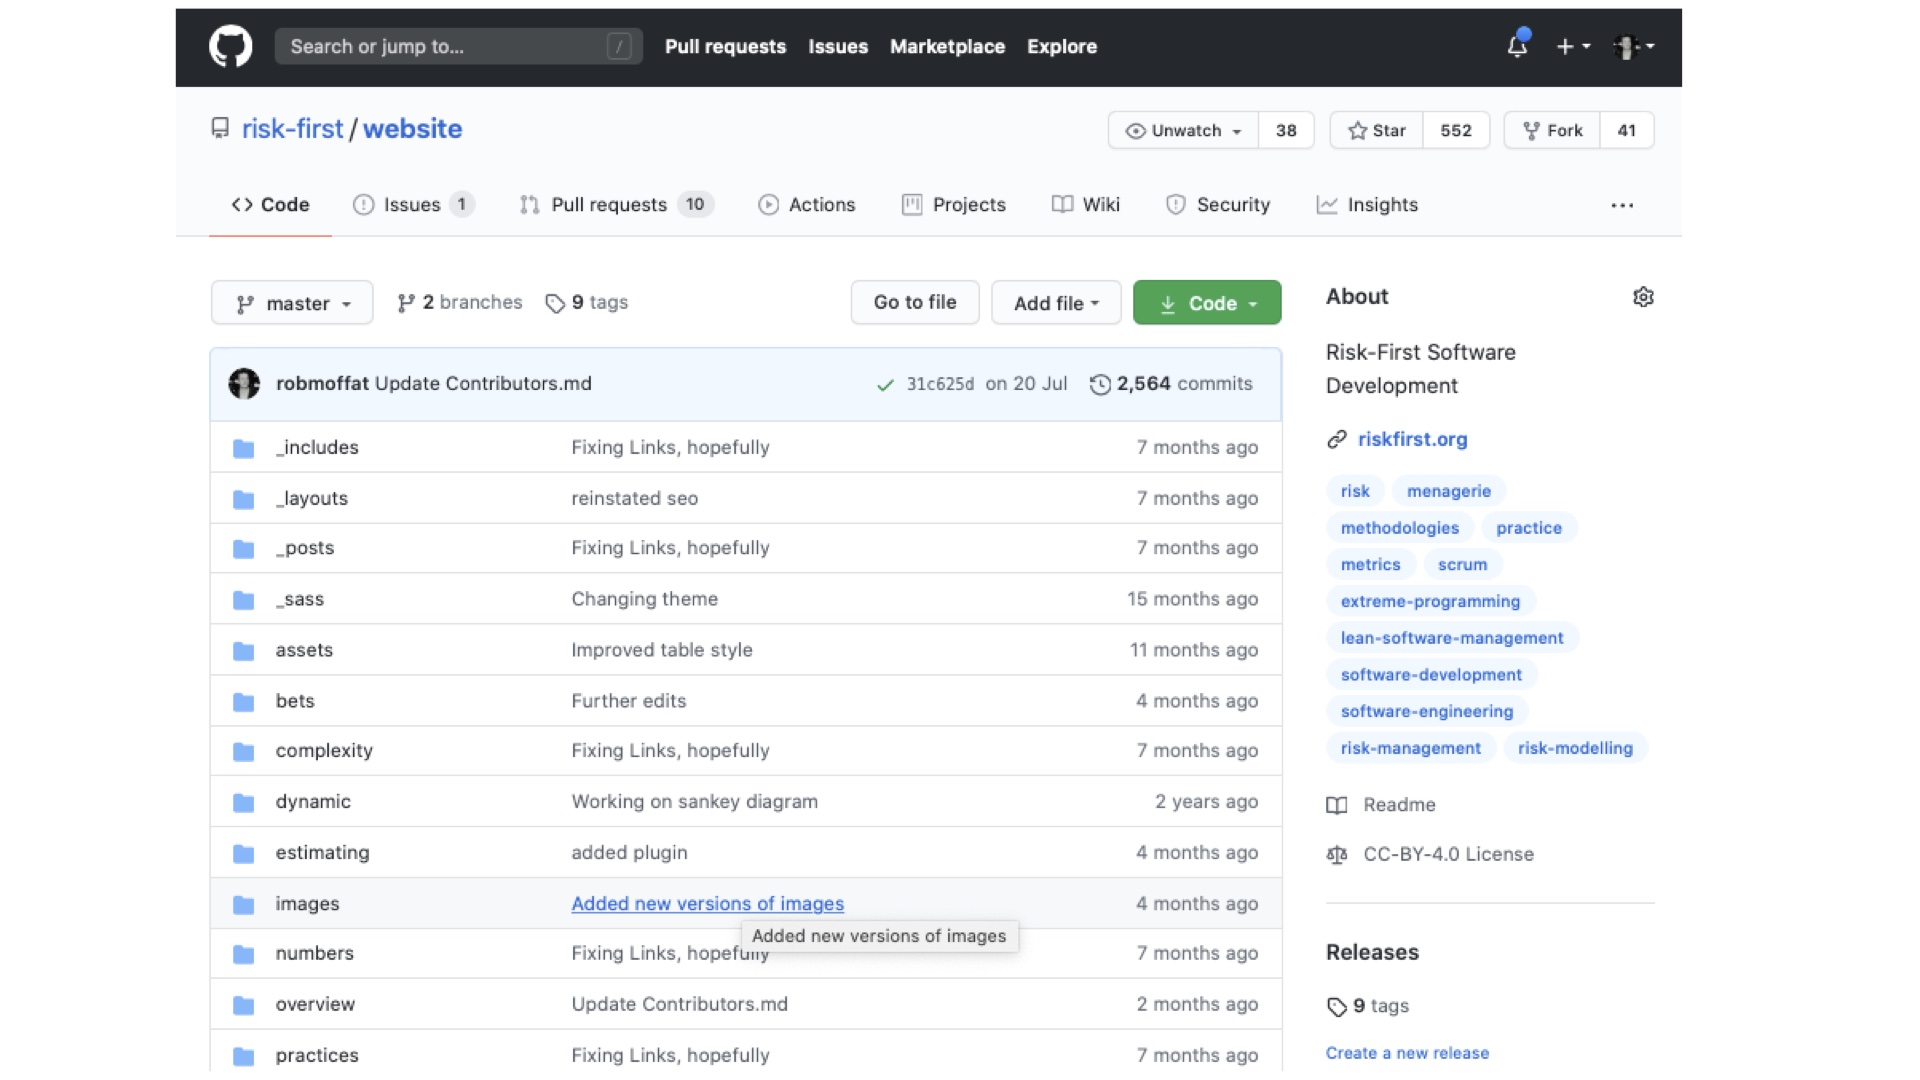 Search or jump to... /
Pull requests Issues Marketplace Explore
risk-first / website
Unwatch 38 Star 552 Fork 41
Code Issues 1 Pull requests 10 Actions Projects Wiki Security Insights ...
master 2 branches 9 tags Go to file Add file Code
robmoffat Update Contributors.md 31c625d on 20 Jul 2,564 commits
_includes Fixing Links, hopefully 7 months ago
_layouts reinstated seo 7 months ago
_posts Fixing Links, hopefully 7 months ago
_sass Changing theme 15 months ago
assets Improved table style 11 months ago
bets Further edits 4 months ago
complexity Fixing Links, hopefully 7 months ago
dynamic Working on sankey diagram 2 years ago
estimating added plugin 4 months ago
images Added new versions of images 4 months ago
Added new versions of images
numbers Fixing Links, hopefully 7 months ago
overview Update Contributors.md 2 months ago
practices Fixing Links, hopefully 7 months ago
About
Risk-First Software
Development
riskfirst.org
risk menagerie
methodologies practice
metrics scrum
extreme-programming
lean-software-management
software-development
software-engineering
risk-management risk-modelling
Readme
CC-BY-4.0 License
Releases
9 tags
Create a new release